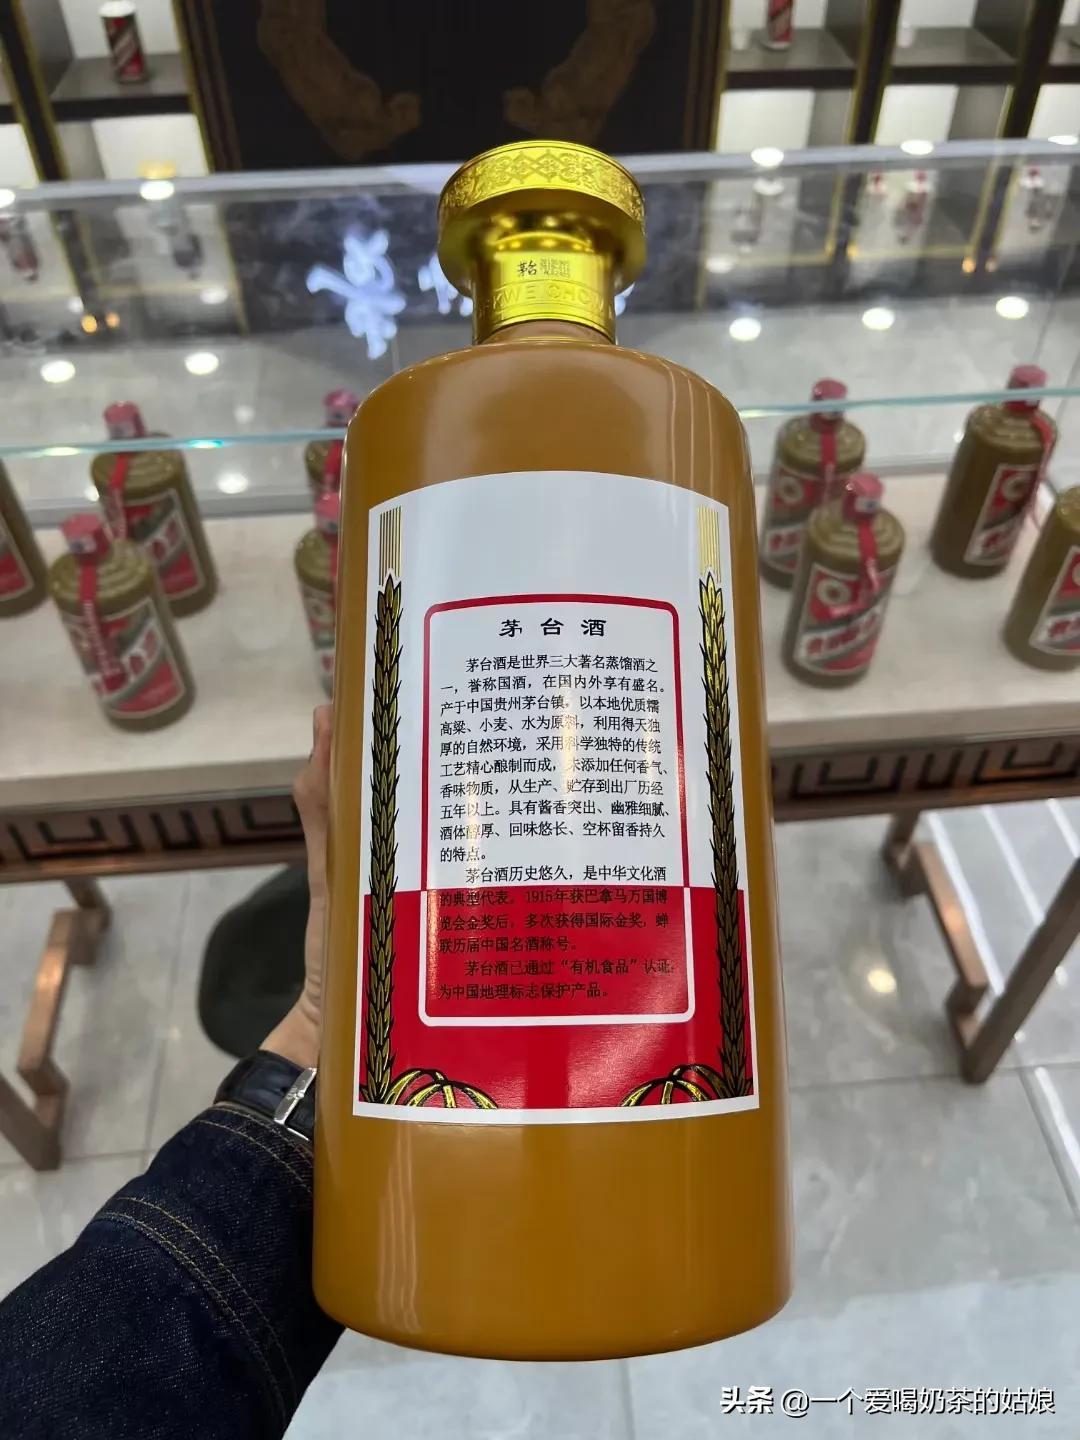 KWEICHOW
茅台酒
茅台酒是世界三大著名蒸馏酒之
一，誉称国酒，在国内外享有盛名。
产于中国贵州茅台镇，以本地优质糯
高粱、小麦、水为原料，利用得天独
厚的自然环境，采用科学独特的传统
工艺精心酿制而成，未添加任何香气、
香味物质，从生产、贮存到出厂历经
五年以上。具有酱香突出、幽雅细腻、
酒体醇厚、回味悠长、空杯留香持久
的特点。
茅台酒历史悠久，是中华文化酒
的典型代表。1915年获巴拿马万国博
览会金奖后，多次获得国际金奖，蝉
联历届中国名酒称号。
茅台酒已通过“有机食品”认证，
为中国地理标志保护产品。
头条 @一个爱喝奶茶的姑娘